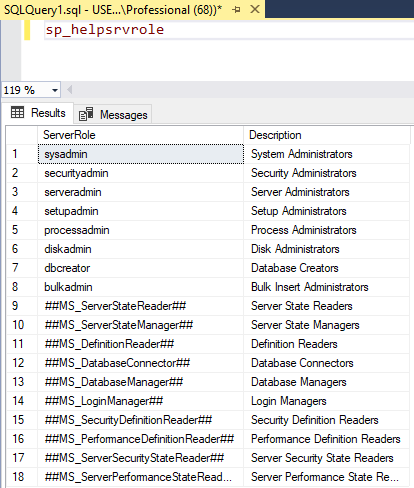 SQLQuery1.sql - USE...\Professional (68))*
sp_helpsrvrole
119 %
Results Messages
ServerRole Description
1 sysadmin System Administrators
2 securityadmin Security Administrators
3 serveradmin Server Administrators
4 setupadmin Setup Administrators
5 processadmin Process Administrators
6 diskadmin Disk Administrators
7 dbcreator Database Creators
8 bulkadmin Bulk Insert Administrators
9 ##MS_ServerStateReader## Server State Readers
10 ##MS_ServerStateManager## Server State Managers
11 ##MS_DefinitionReader## Definition Readers
12 ##MS_DatabaseConnector## Database Connectors
13 ##MS_DatabaseManager## Database Managers
14 ##MS_LoginManager## Login Managers
15 ##MS_SecurityDefinitionReader## Security Definition Readers
16 ##MS_PerformanceDefinitionReader## Performance Definition Readers
17 ##MS_ServerSecurityStateReader## Server Security State Readers
18 ##MS_ServerPerformanceStateRead... Server Performance State Re...